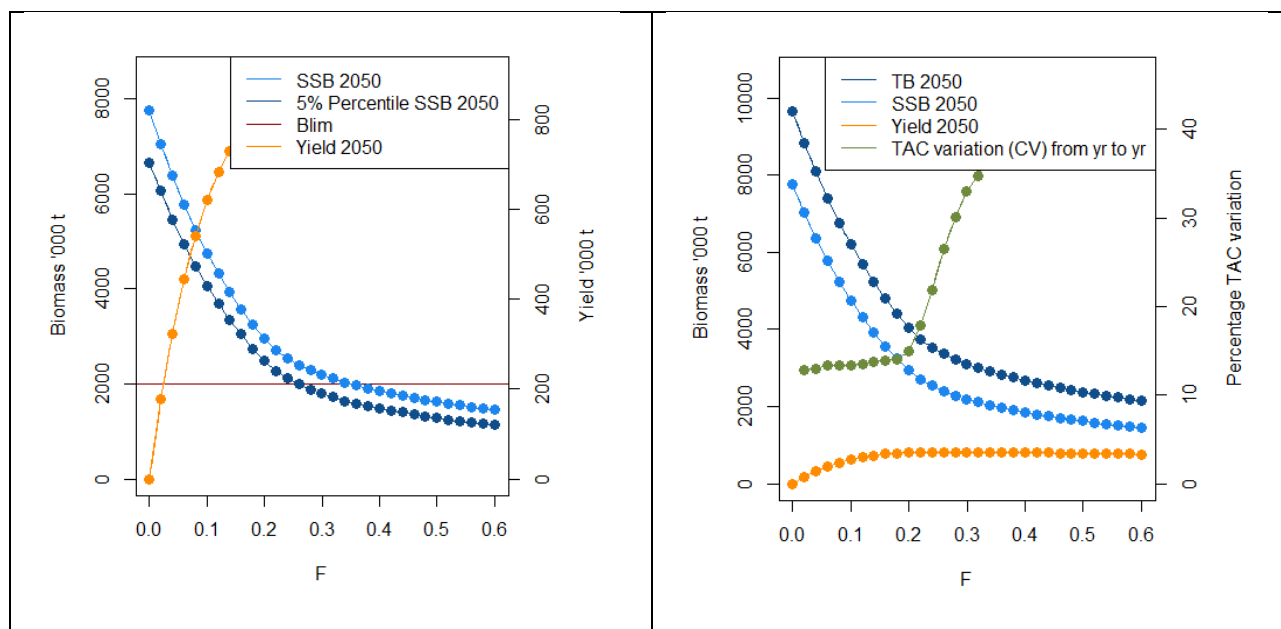 SSB 2050
5% Percentile SSB 2050
Blim
Yield 2050
Biomass '000 t
0
2000
4000
6000
8000
Yield '000 t
0
200
400
600
800
0.0 0.1 0.2 0.3 0.4 0.5 0.6
F
TB 2050
SSB 2050
Yield 2050
TAC variation (CV) from yr to yr
Biomass '000 t
0
2000
4000
6000
8000
10000
Percentage TAC variation
0
10
20
30
40
0.0 0.1 0.2 0.3 0.4 0.5 0.6
F